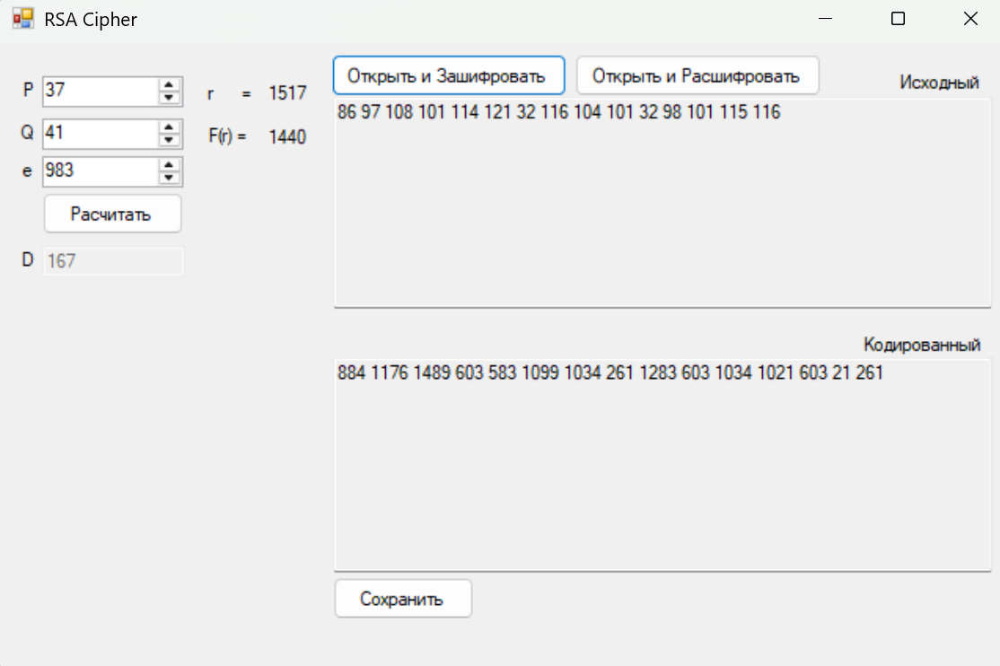 RSA Cipher
P 37
r = 1517
Q 41
F(r) = 1440
e 983
Расчитать
D 167
Открыть и Зашифровать
Открыть и Расшифровать
Исходный
86 97 108 101 114 121 32 116 104 101 32 98 101 115 116
Кодированный
884 1176 1489 603 583 1099 1034 261 1283 603 1034 1021 603 21 261
Сохранить